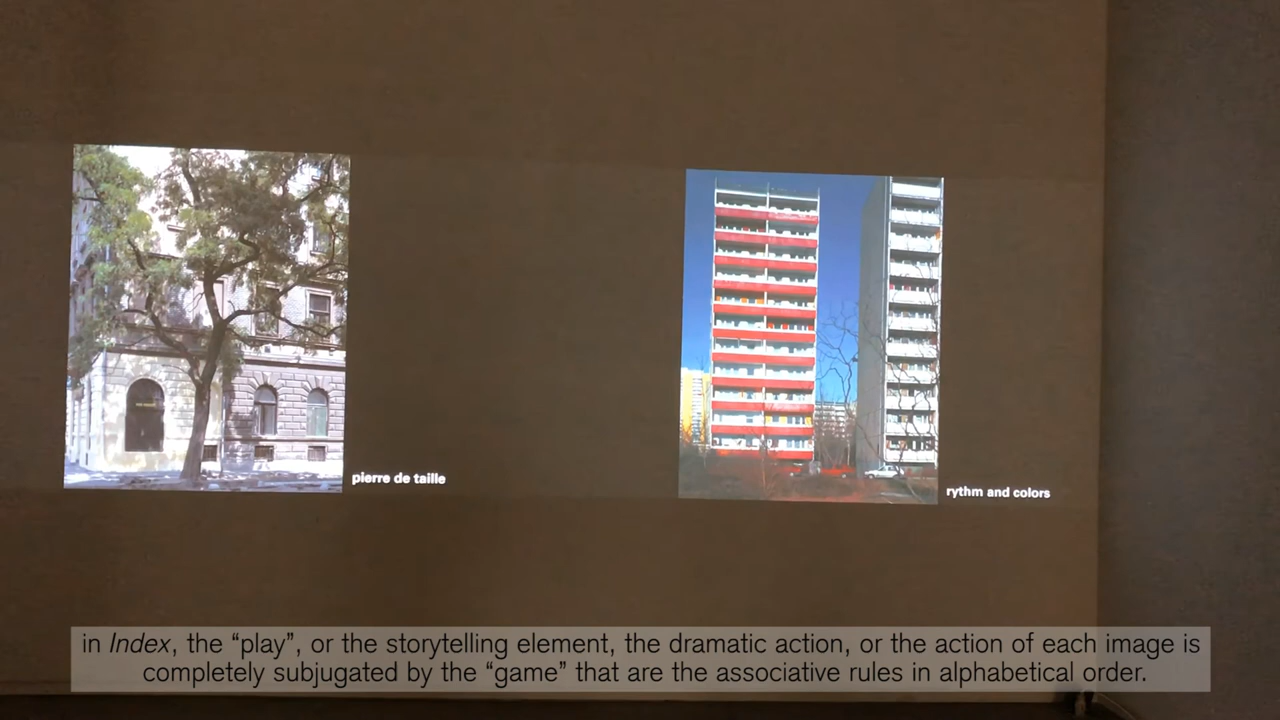 pierre de taille
rythm and colors
in Index, the “play”, or the storytelling element, the dramatic action, or the action of each image is
completely subjugated by the “game” that are the associative rules in alphabetical order.